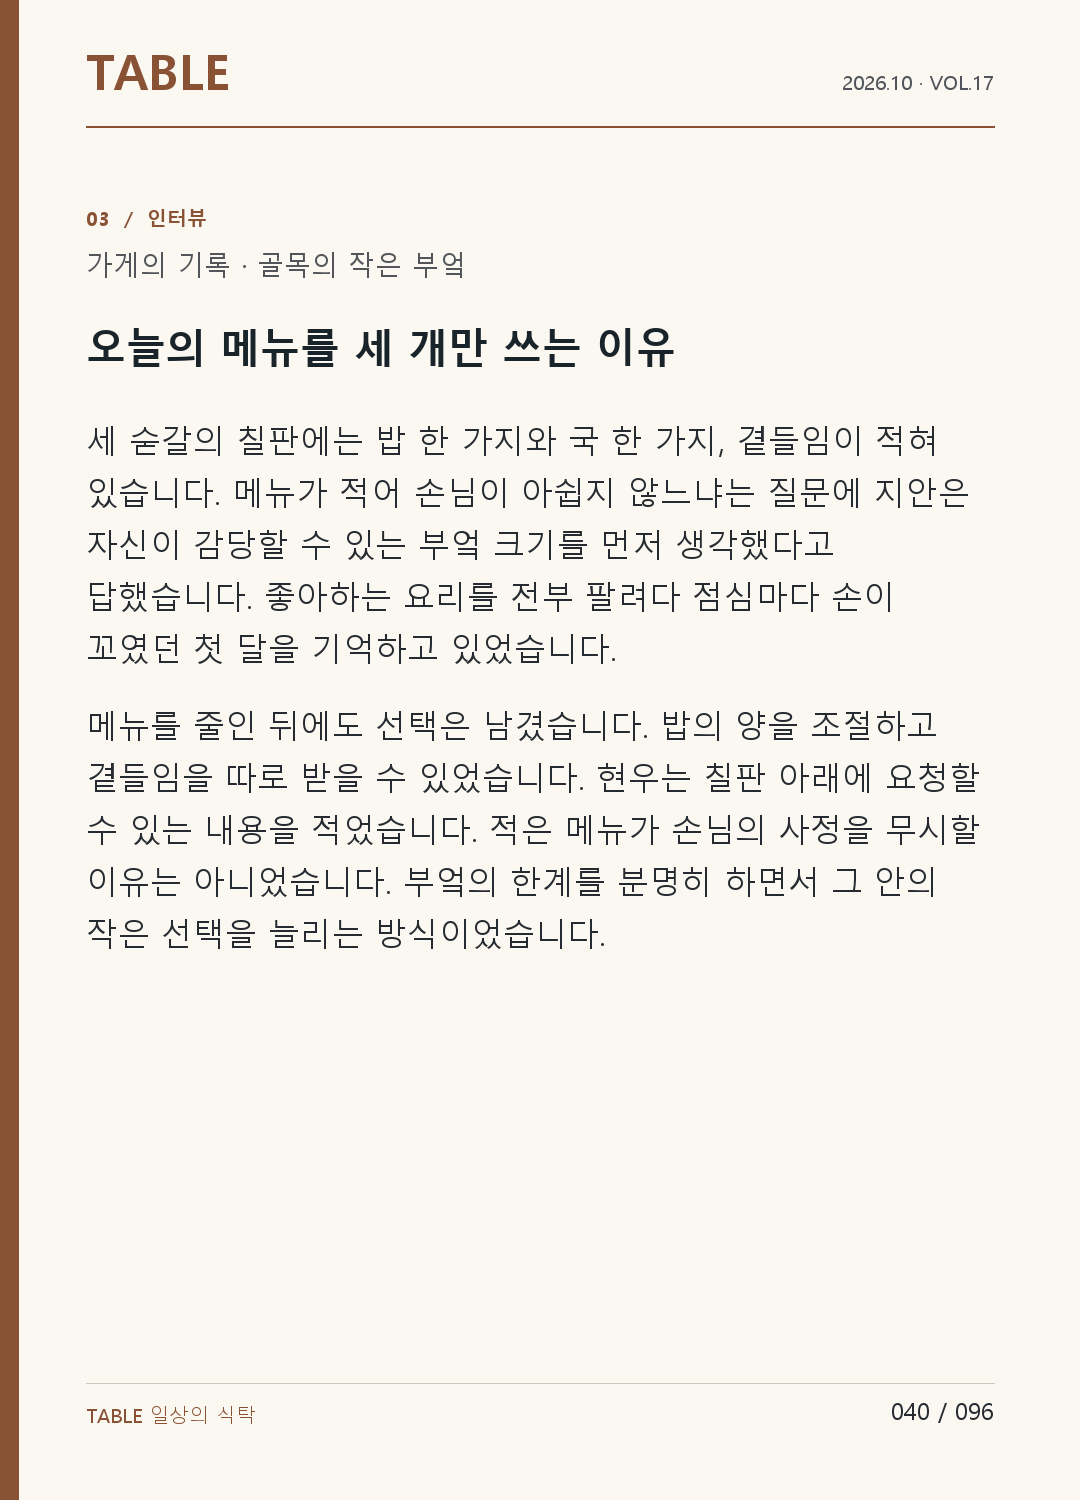 TABLE
2026.10 · VOL.17
03 / 인터뷰
가게의 기록 · 골목의 작은 부엌
오늘의 메뉴를 세 개만 쓰는 이유
세 숟갈의 칠판에는 밥 한 가지와 국 한 가지, 곁들임이 적혀
있습니다. 메뉴가 적어 손님이 아쉽지 않느냐는 질문에 지안은
자신이 감당할 수 있는 부엌 크기를 먼저 생각했다고
답했습니다. 좋아하는 요리를 전부 팔려다 점심마다 손이
꼬였던 첫 달을 기억하고 있었습니다.
메뉴를 줄인 뒤에도 선택은 남겼습니다. 밥의 양을 조절하고
곁들임을 따로 받을 수 있었습니다. 현우는 칠판 아래에 요청할
수 있는 내용을 적었습니다. 적은 메뉴가 손님의 사정을 무시할
이유는 아니었습니다. 부엌의 한계를 분명히 하면서 그 안의
작은 선택을 늘리는 방식이었습니다.
TABLE 일상의 식탁
040 / 096